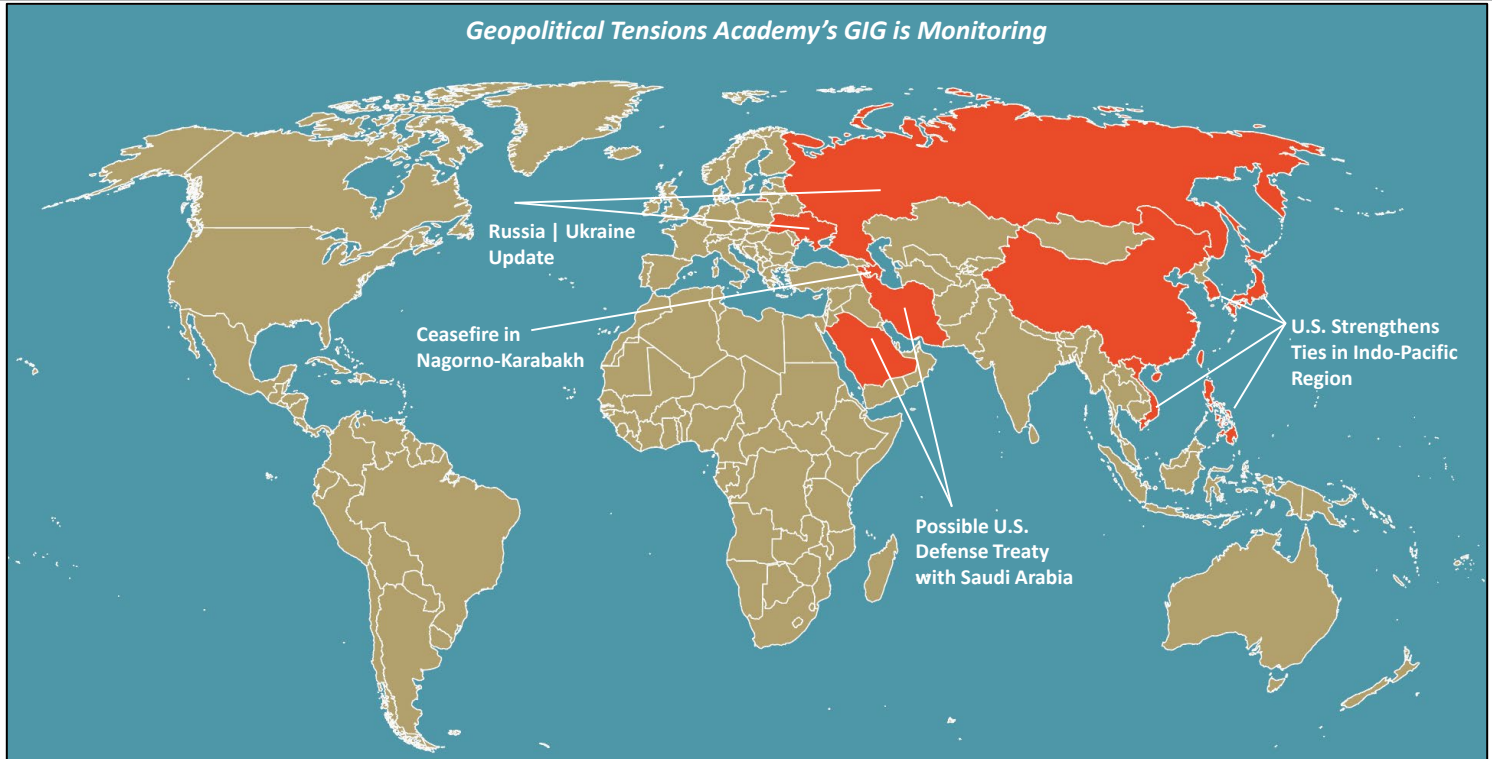 Geopolitical Tensions Academy's GIG is Monitoring
Russia | Ukraine
Update
Ceasefire in
Nagorno-Karabakh
U.S. Strengthens
Ties in Indo-Pacific
Region
Possible U.S.
Defense Treaty
with Saudi Arabia